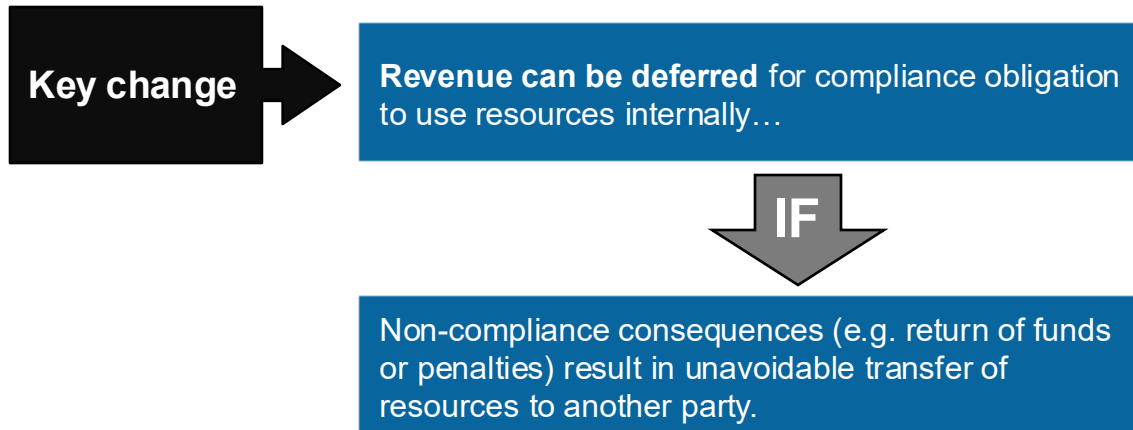 Key change
Revenue can be deferred for compliance obligation
to use resources internally…
IF
Non-compliance consequences (e.g. return of funds
or penalties) result in unavoidable transfer of
resources to another party.